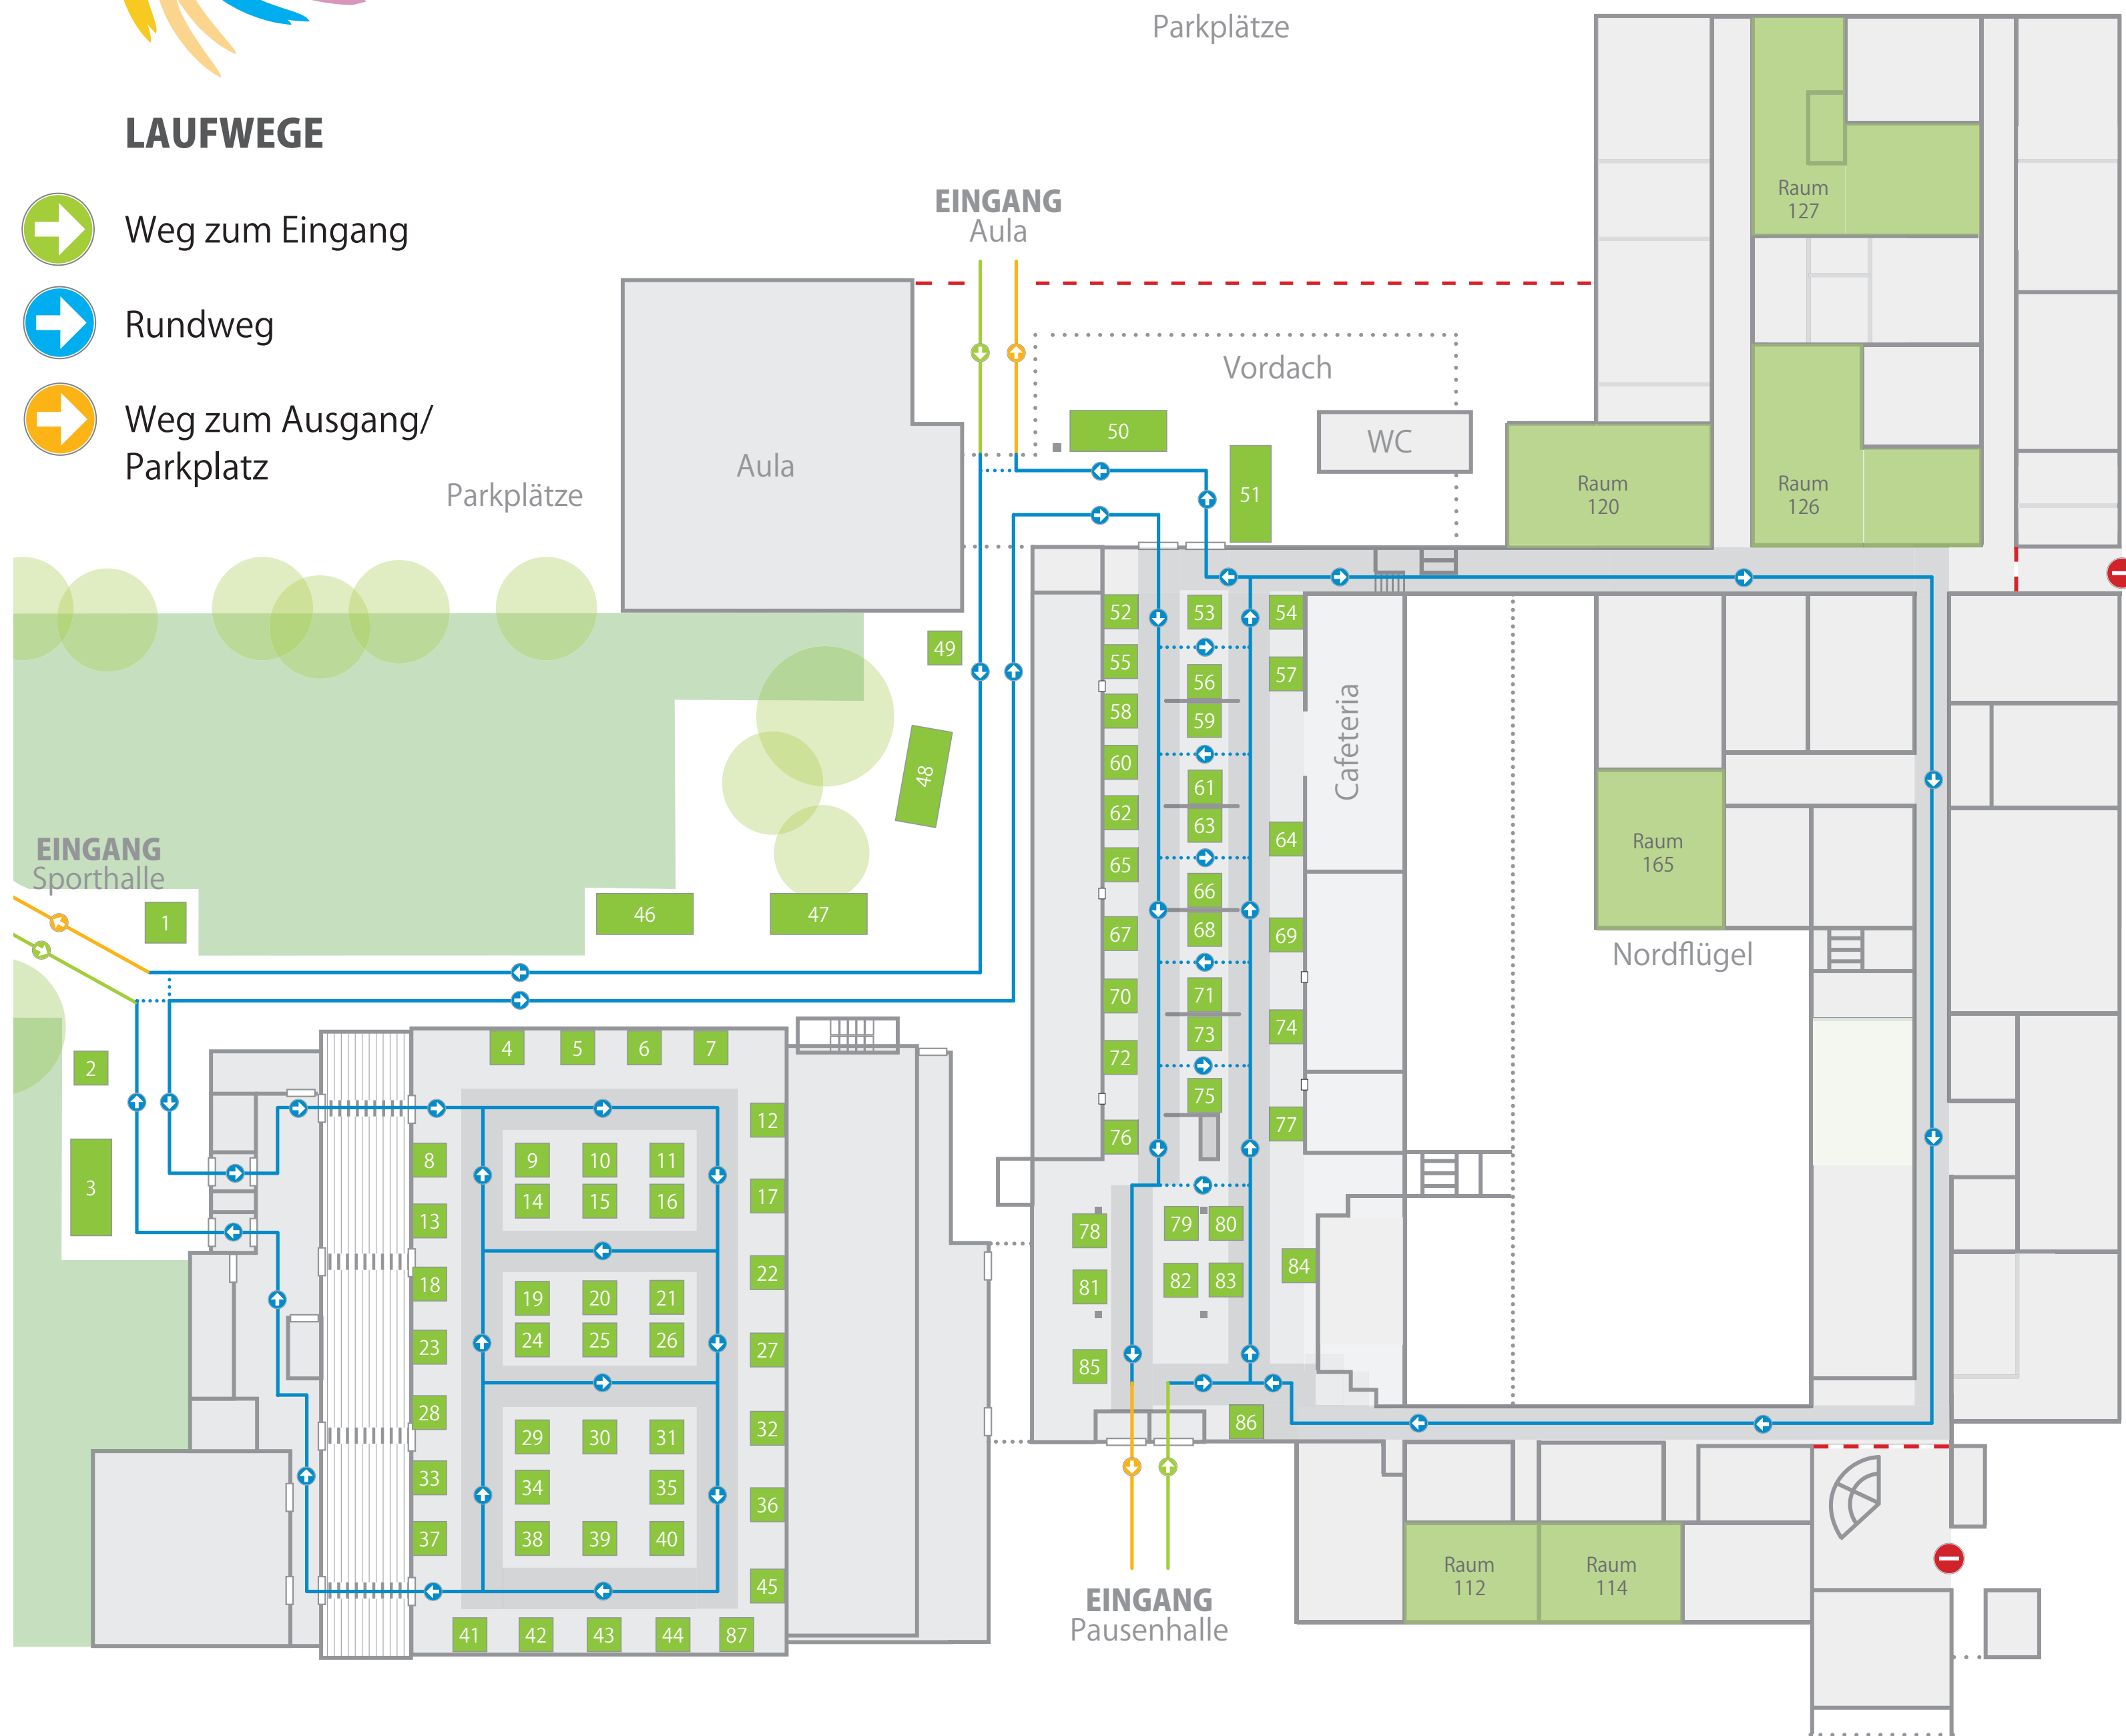 Parkplätze
LAUFWEGE
Weg zum Eingang
Rundweg
Weg zum Ausgang/
Parkplatz
Parkplätze
EINGANG
Aula
Aula
Vordach
WC
50
51
Raum
127
Raum
120
Raum
126
49
48
46
47
EINGANG
Sporthalle
1
2
3
4 5 6 7
12
8 9 10 11
14 15 16 17
13
22
18 19 20 21
23 24 25 26 27
28 29 30 31 32
33 34 35 36
37 38 39 40
45
41 42 43 44 87
52 53 54
55 56 57
58 59
60 61
62 63 64
65 66
67 68 69
70 71
72 73 74
75
76 77
78 79 80
81 82 83 84
85
86
Cafeteria
Raum
165
Nordflügel
Raum
112
Raum
114
EINGANG
Pausenhalle